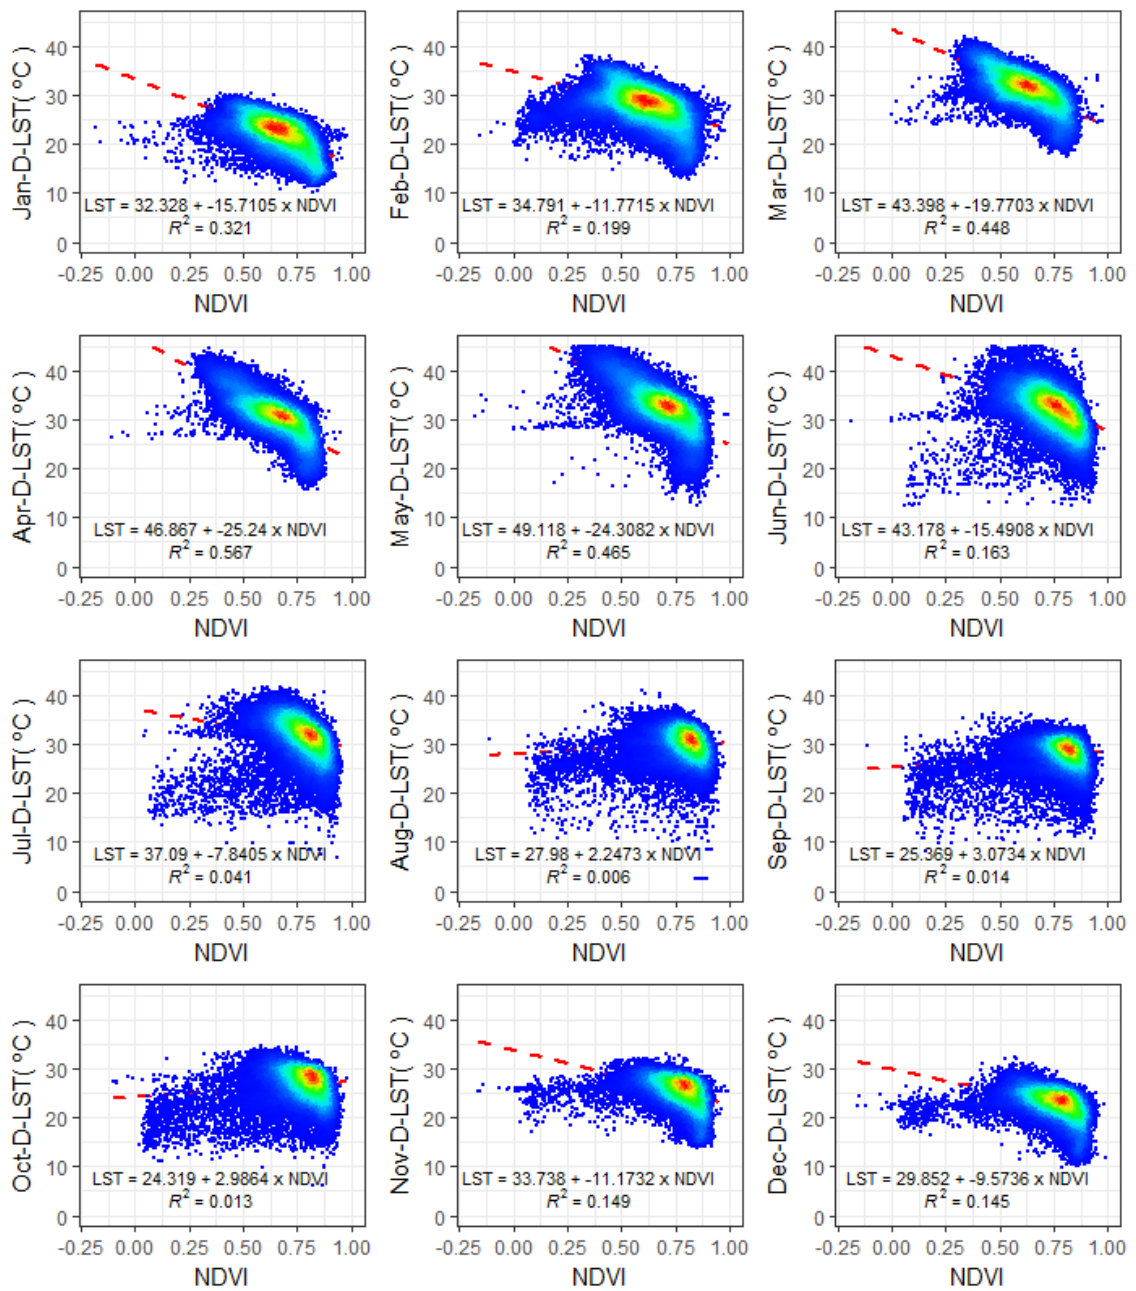 Jan-D-LST( ºC )
40
30
20
10
0
LST = 32.328 + -15.7105 x NDVI
R² = 0.321
-0.25 0.00 0.25 0.50 0.75 1.00
NDVI
Feb-D-LST( ºC )
40
30
20
10
0
LST = 34.791 + -11.7715 x NDVI
R² = 0.199
-0.25 0.00 0.25 0.50 0.75 1.00
NDVI
Mar-D-LST( ºC )
40
30
20
10
0
LST = 43.398 + -19.7703 x NDVI
R² = 0.448
-0.25 0.00 0.25 0.50 0.75 1.00
NDVI
Apr-D-LST( ºC )
40
30
20
10
0
LST = 46.867 + -25.24 x NDVI
R² = 0.567
-0.25 0.00 0.25 0.50 0.75 1.00
NDVI
May-D-LST( ºC )
40
30
20
10
0
LST = 49.118 + -24.3082 x NDVI
R² = 0.465
-0.25 0.00 0.25 0.50 0.75 1.00
NDVI
Jun-D-LST( ºC )
40
30
20
10
0
LST = 43.178 + -15.4908 x NDVI
R² = 0.163
-0.25 0.00 0.25 0.50 0.75 1.00
NDVI
Jul-D-LST( ºC )
40
30
20
10
0
LST = 37.09 + -7.8405 x NDVI
R² = 0.041
-0.25 0.00 0.25 0.50 0.75 1.00
NDVI
Aug-D-LST( ºC )
40
30
20
10
0
LST = 27.98 + 2.2473 x NDVI
R² = 0.006
-0.25 0.00 0.25 0.50 0.75 1.00
NDVI
Sep-D-LST( ºC )
40
30
20
10
0
LST = 25.369 + 3.0734 x NDVI
R² = 0.014
-0.25 0.00 0.25 0.50 0.75 1.00
NDVI
Oct-D-LST( ºC )
40
30
20
10
0
LST = 24.319 + 2.9864 x NDVI
R² = 0.013
-0.25 0.00 0.25 0.50 0.75 1.00
NDVI
Nov-D-LST( ºC )
40
30
20
10
0
LST = 33.738 + -11.1732 x NDVI
R² = 0.149
-0.25 0.00 0.25 0.50 0.75 1.00
NDVI
Dec-D-LST( ºC )
40
30
20
10
0
LST = 29.852 + -9.5736 x NDVI
R² = 0.145
-0.25 0.00 0.25 0.50 0.75 1.00
NDVI